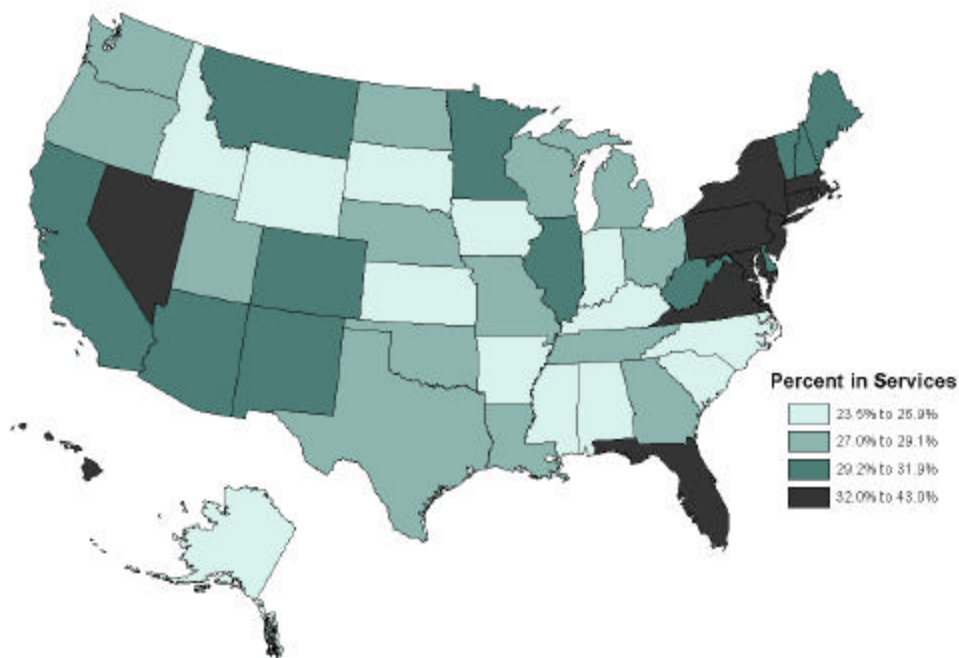 Percent in Services
23.5% to 26.9%
27.0% to 29.1%
29.2% to 31.9%
32.0% to 43.0%